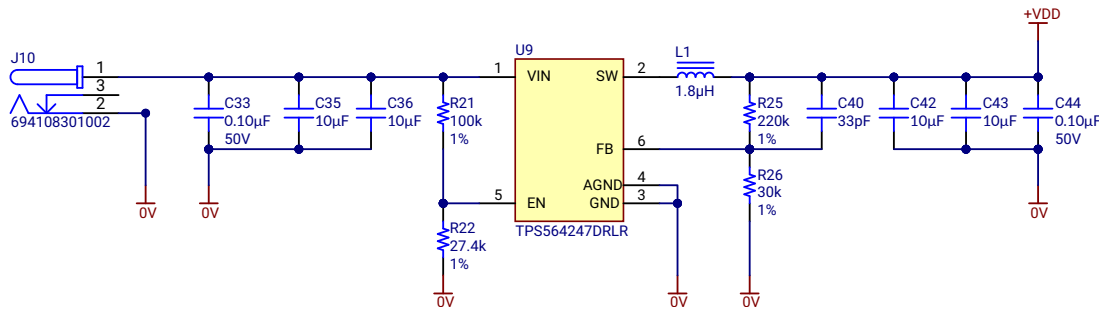 +VDD
J10
1
3
2
694108301002
0V
C33
0.10µF
50V
0V
C35
10µF
C36
10µF
R21
100k
1%
R22
27.4k
1%
0V
U9
1
VIN
SW
2
FB
6
AGND
4
GND
3
5
EN
TPS564247DRLR
0V
L1
1.8µH
R25
220k
1%
R26
30k
1%
0V
C40
33pF
C42
10µF
C43
10µF
C44
0.10µF
50V
0V